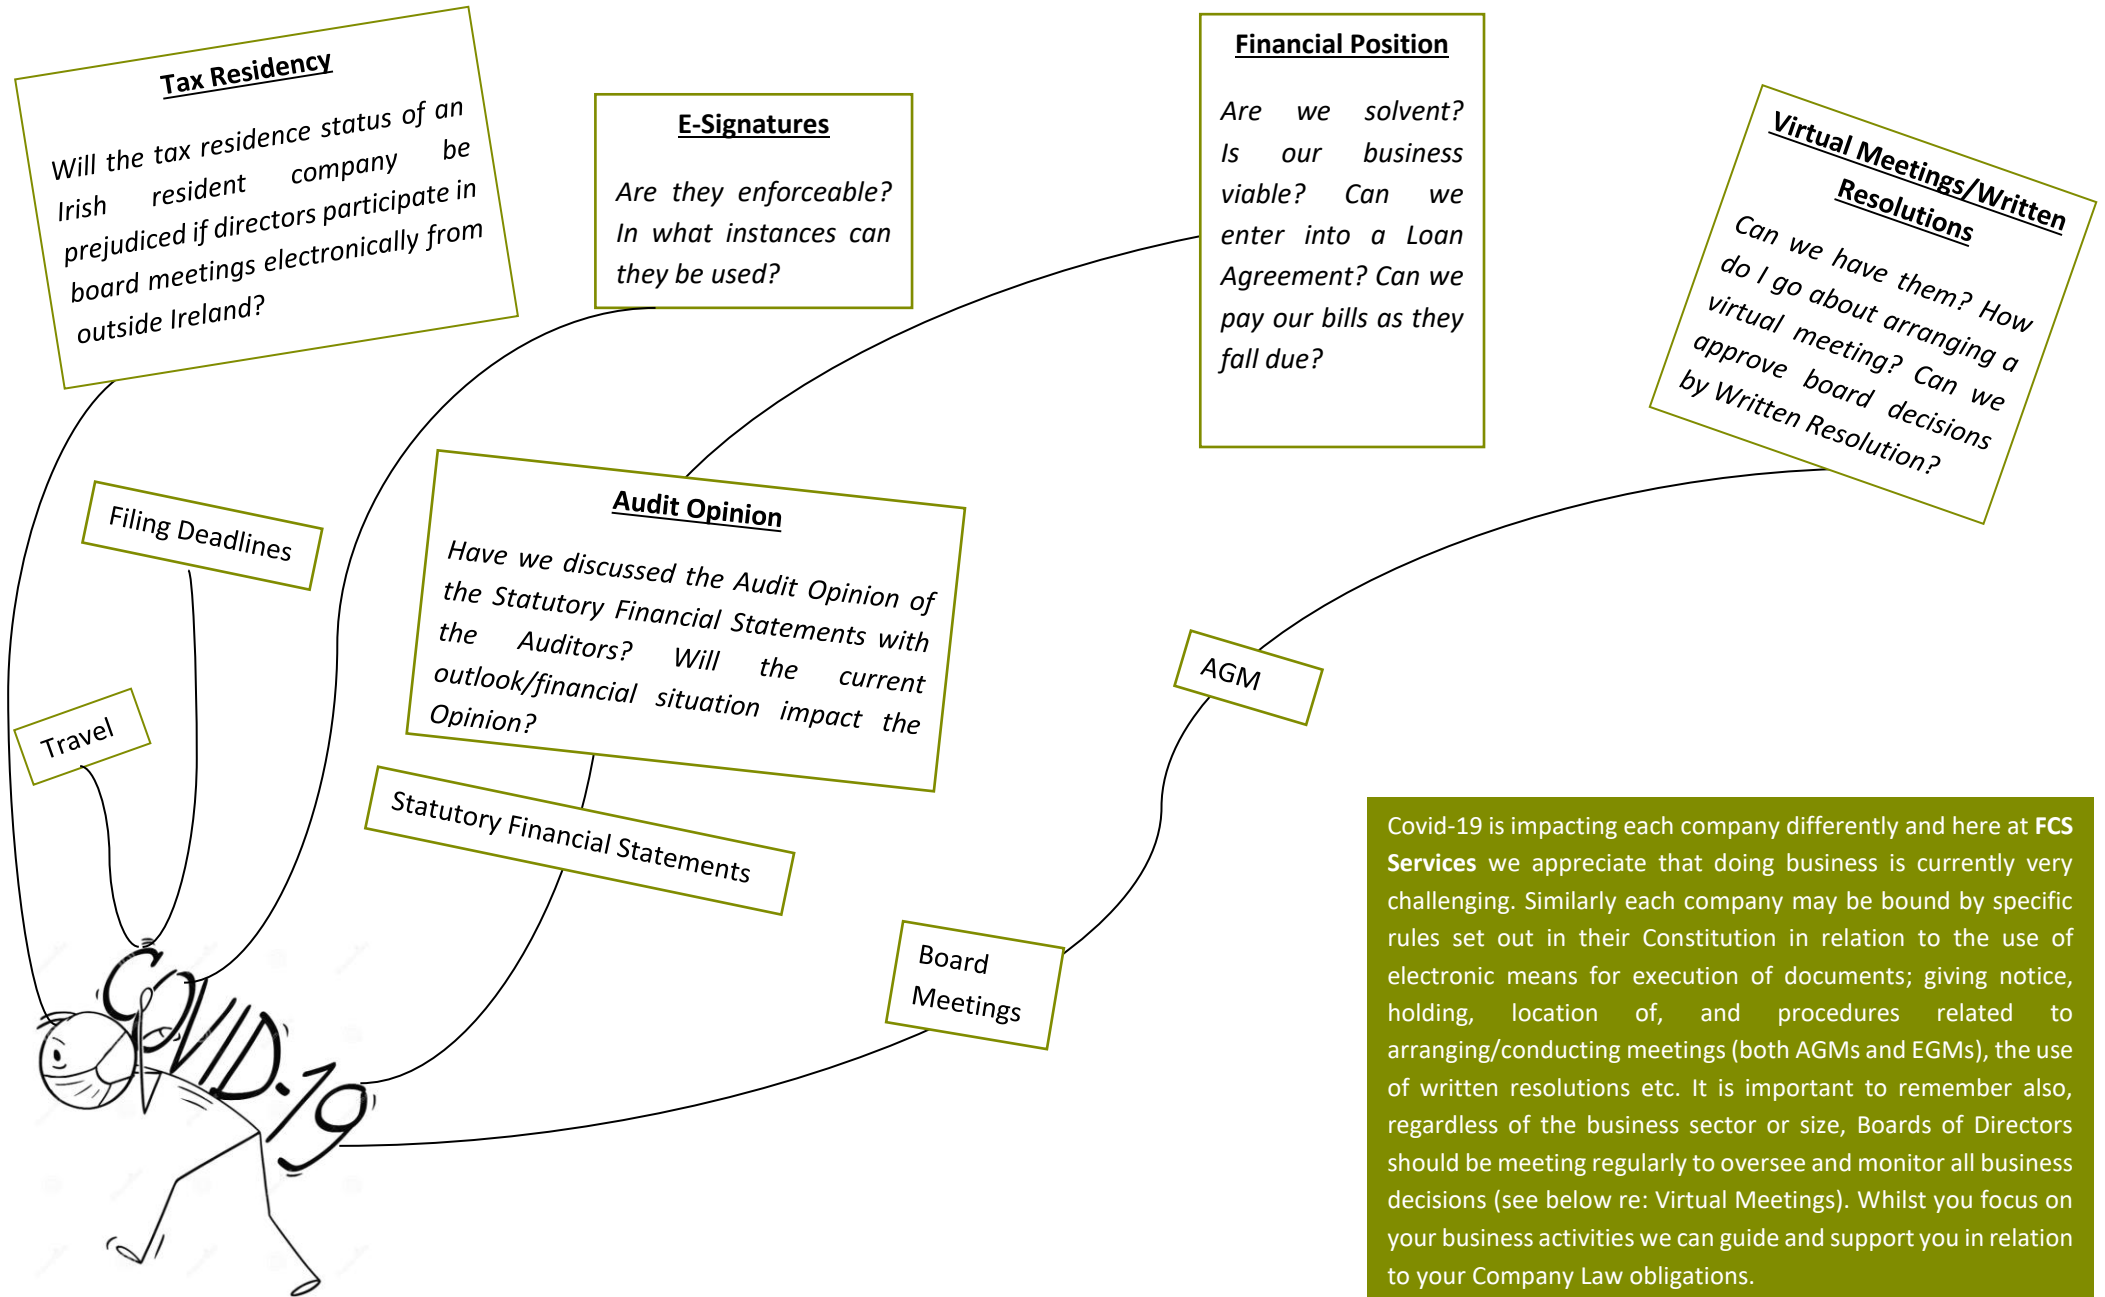 Tax Residency
Will the tax residence status of an
Irish resident company be
prejudiced if directors participate in
board meetings electronically from
outside Ireland?
E-Signatures
Are they enforceable?
In what instances can
they be used?
Financial Position
Are we solvent?
Is our business
viable? Can we
enter into a Loan
Agreement? Can we
pay our bills as they
fall due?
Virtual Meetings/Written
Resolutions
Can we have them? How
do I go about arranging a
virtual meeting? Can we
approve board decisions
by Written Resolution?
Filing Deadlines
Audit Opinion
Have we discussed the Audit Opinion of
the Statutory Financial Statements with
the Auditors? Will the current
outlook/financial situation impact the
Opinion?
Travel
AGM
Statutory Financial Statements
Board
Meetings
COVID-19
Covid-19 is impacting each company differently and here at FCS
Services we appreciate that doing business is currently very
challenging. Similarly each company may be bound by specific
rules set out in their Constitution in relation to the use of
electronic means for execution of documents; giving notice,
holding, location of, and procedures related to
arranging/conducting meetings (both AGMs and EGMs), the use
of written resolutions etc. It is important to remember also,
regardless of the business sector or size, Boards of Directors
should be meeting regularly to oversee and monitor all business
decisions (see below re: Virtual Meetings). Whilst you focus on
your business activities we can guide and support you in relation
to your Company Law obligations.